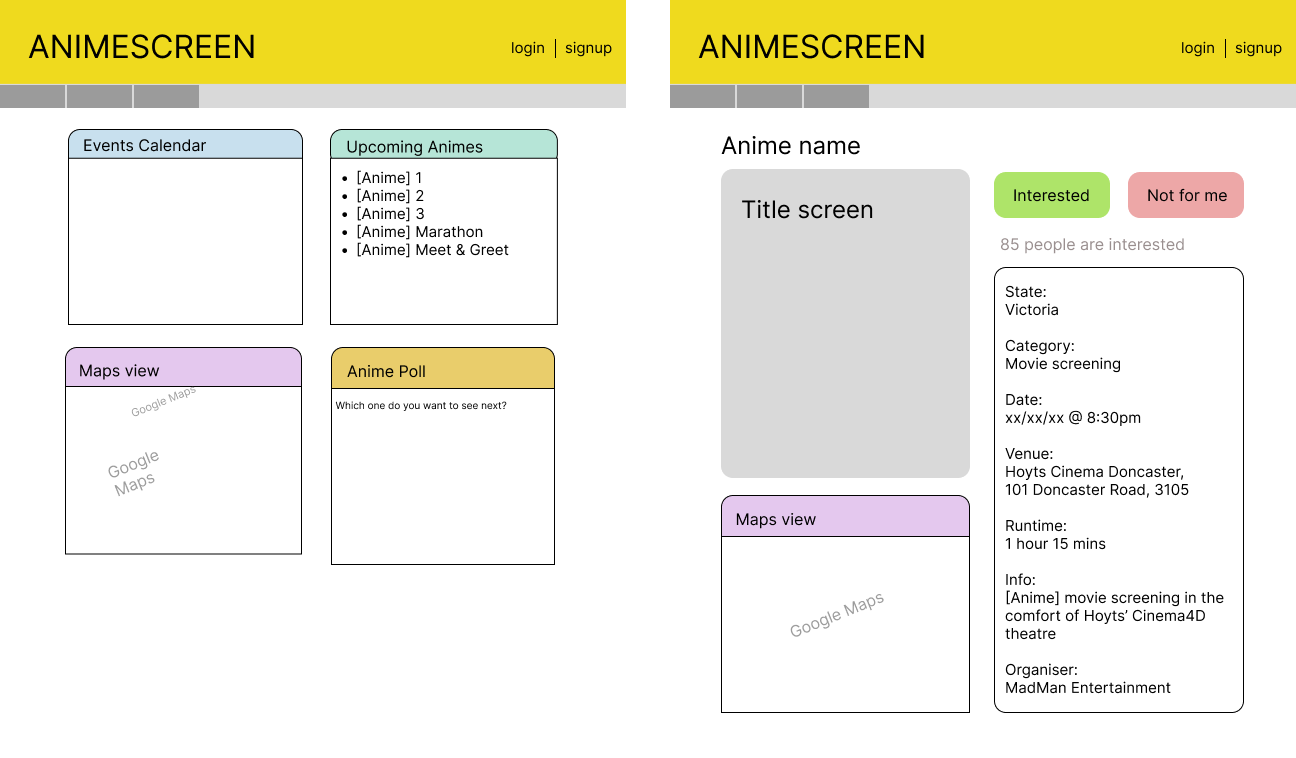 ANIMESCREEN
login | signup
Events Calendar
Upcoming Animes
• [Anime] 1
• [Anime] 2
• [Anime] 3
• [Anime] Marathon
• [Anime] Meet & Greet
Maps view
Google Maps
Google
Maps
Anime Poll
Which one do you want to see next?
ANIMESCREEN
login | signup
Anime name
Title screen
Interested
Not for me
85 people are interested
State:
Victoria
Category:
Movie screening
Date:
xx/xx/xx @ 8:30pm
Venue:
Hoyts Cinema Doncaster,
101 Doncaster Road, 3105
Runtime:
1 hour 15 mins
Info:
[Anime] movie screening in the
comfort of Hoyts’ Cinema4D
theatre
Organiser:
MadMan Entertainment
Maps view
Google Maps